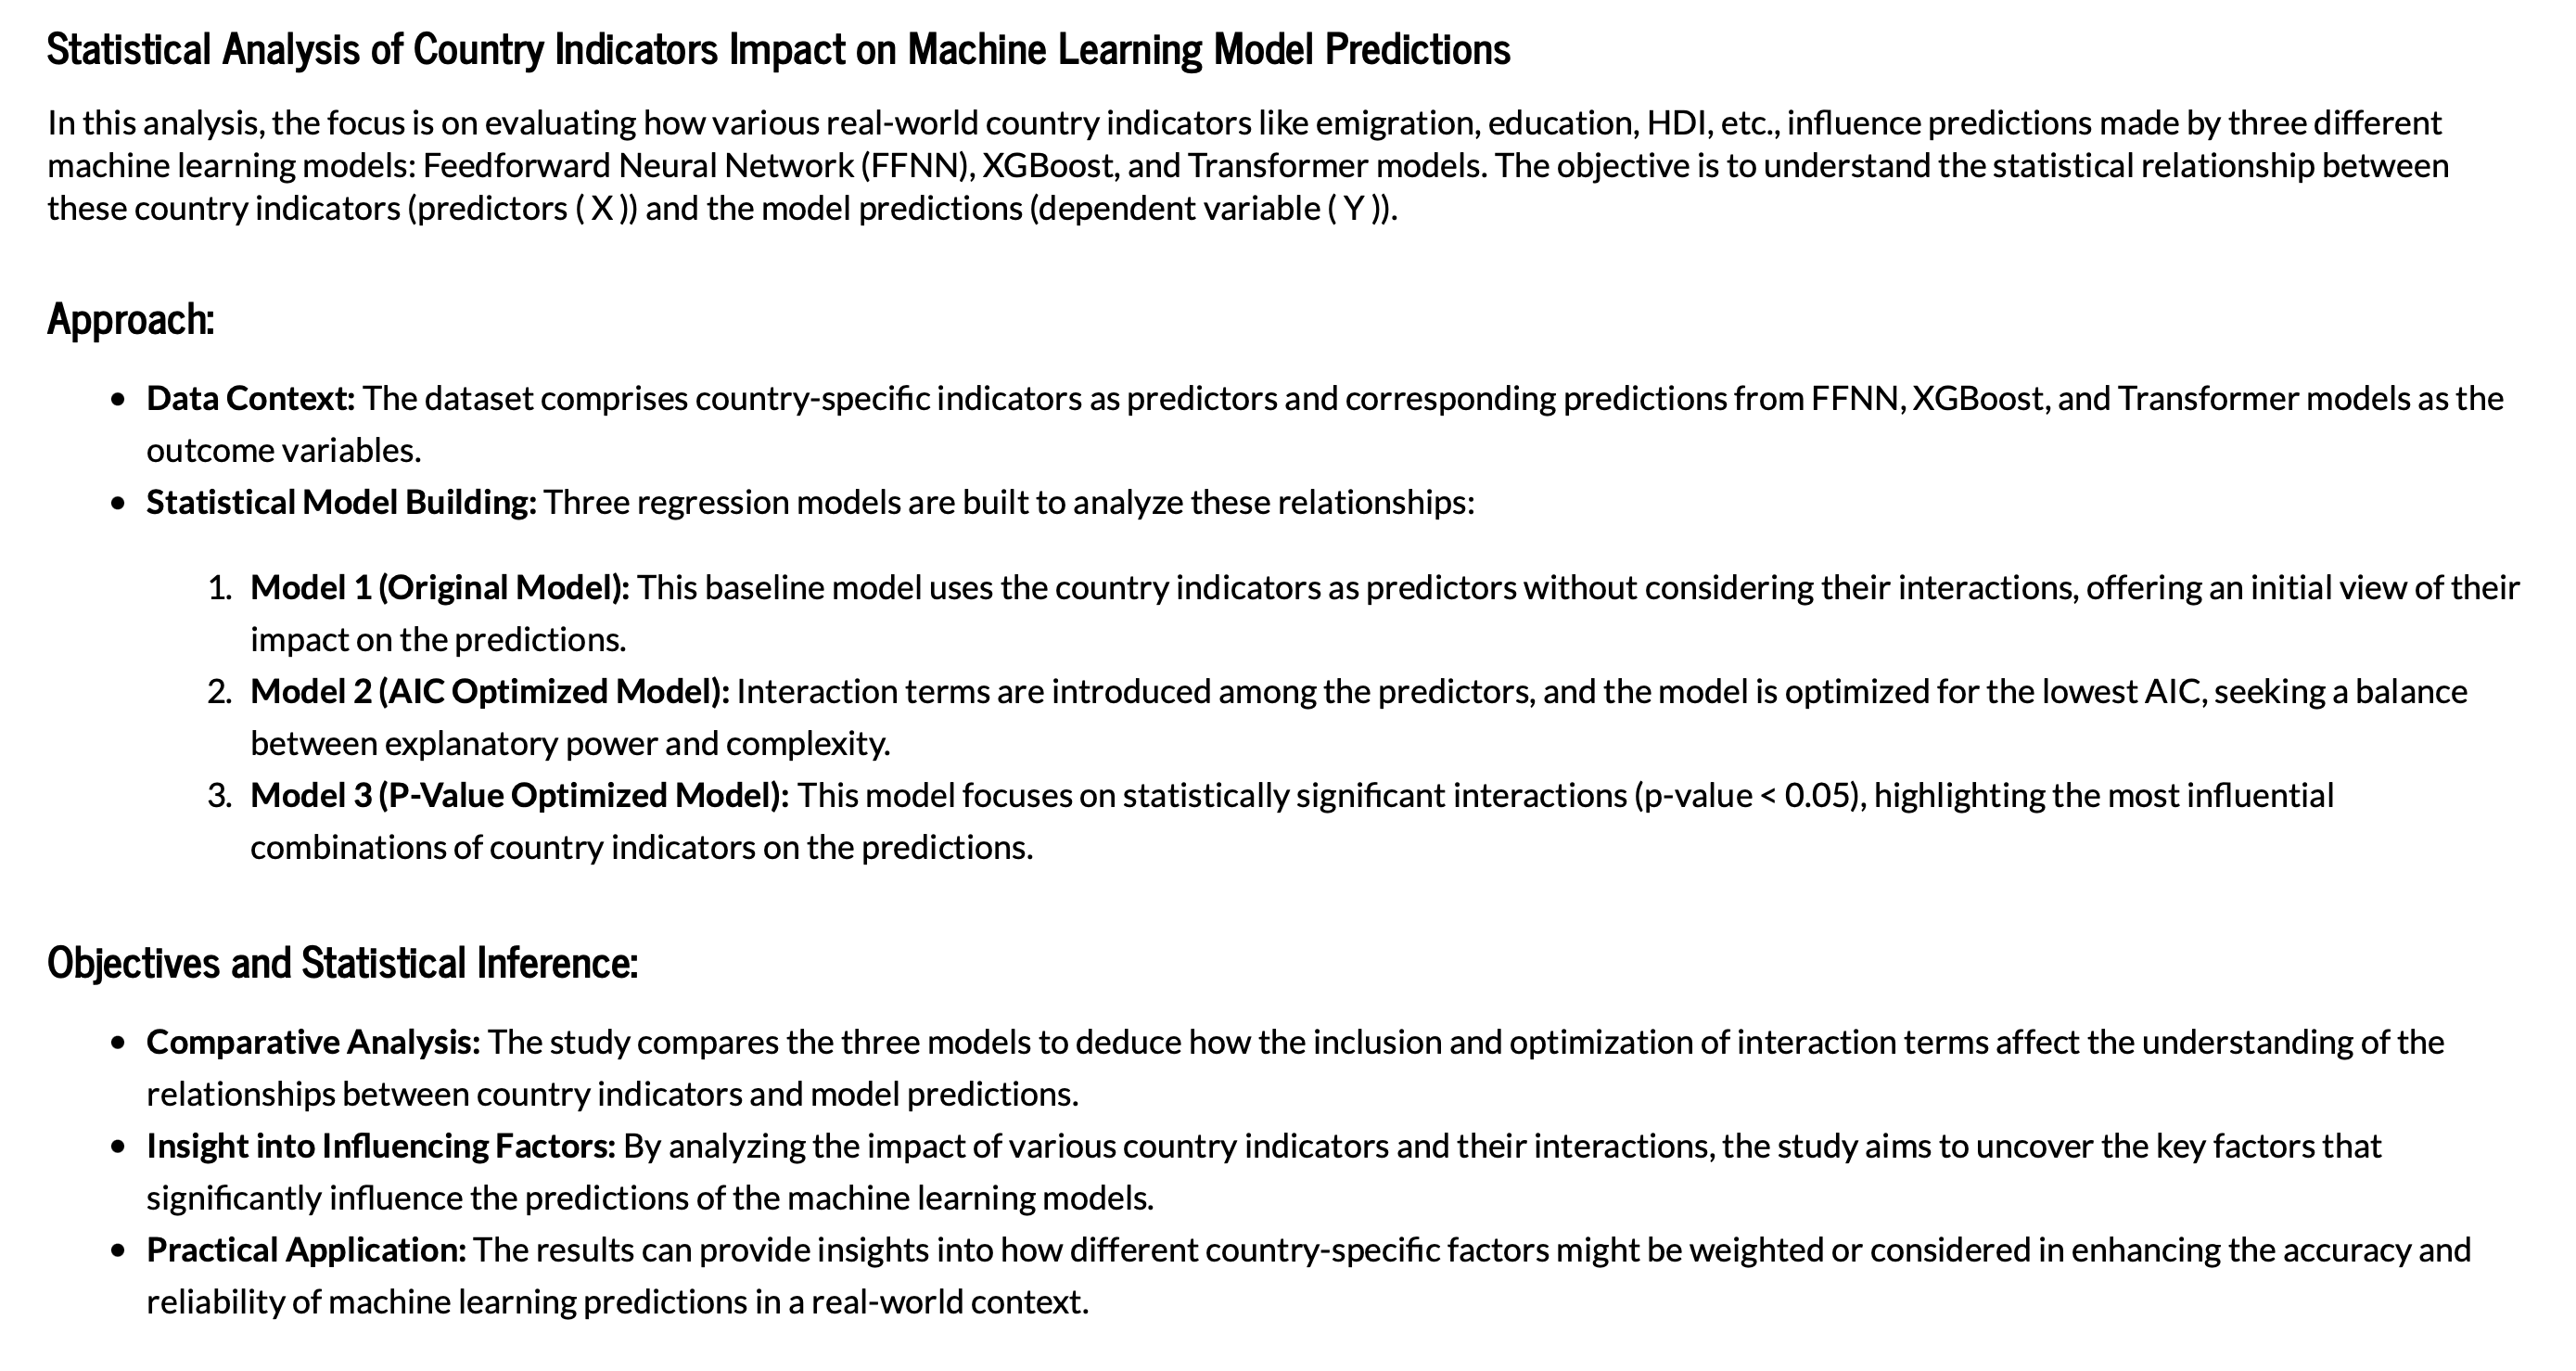 Statistical Analysis of Country Indicators Impact on Machine Learning Model Predictions
In this analysis, the focus is on evaluating how various real-world country indicators like emigration, education, HDI, etc., influence predictions made by three different
machine learning models: Feedforward Neural Network (FFNN), XGBoost, and Transformer models. The objective is to understand the statistical relationship between
these country indicators (predictors ( X )) and the model predictions (dependent variable ( Y )).
Approach:
• Data Context: The dataset comprises country-specific indicators as predictors and corresponding predictions from FFNN, XGBoost, and Transformer models as the
outcome variables.
• Statistical Model Building: Three regression models are built to analyze these relationships:
1. Model 1 (Original Model): This baseline model uses the country indicators as predictors without considering their interactions, offering an initial view of their
impact on the predictions.
2. Model 2 (AIC Optimized Model): Interaction terms are introduced among the predictors, and the model is optimized for the lowest AIC, seeking a balance
between explanatory power and complexity.
3. Model 3 (P-Value Optimized Model): This model focuses on statistically significant interactions (p-value < 0.05), highlighting the most influential
combinations of country indicators on the predictions.
Objectives and Statistical Inference:
• Comparative Analysis: The study compares the three models to deduce how the inclusion and optimization of interaction terms affect the understanding of the
relationships between country indicators and model predictions.
• Insight into Influencing Factors: By analyzing the impact of various country indicators and their interactions, the study aims to uncover the key factors that
significantly influence the predictions of the machine learning models.
• Practical Application: The results can provide insights into how different country-specific factors might be weighted or considered in enhancing the accuracy and
reliability of machine learning predictions in a real-world context.